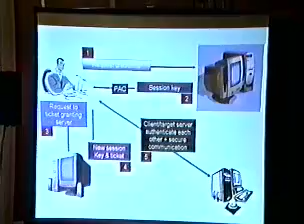 1
PAC
Session key
2
Request to
ticket granting
server
3
New session
Key & ticket
4
Client/target server
authenticate each
other + secure
communication
5